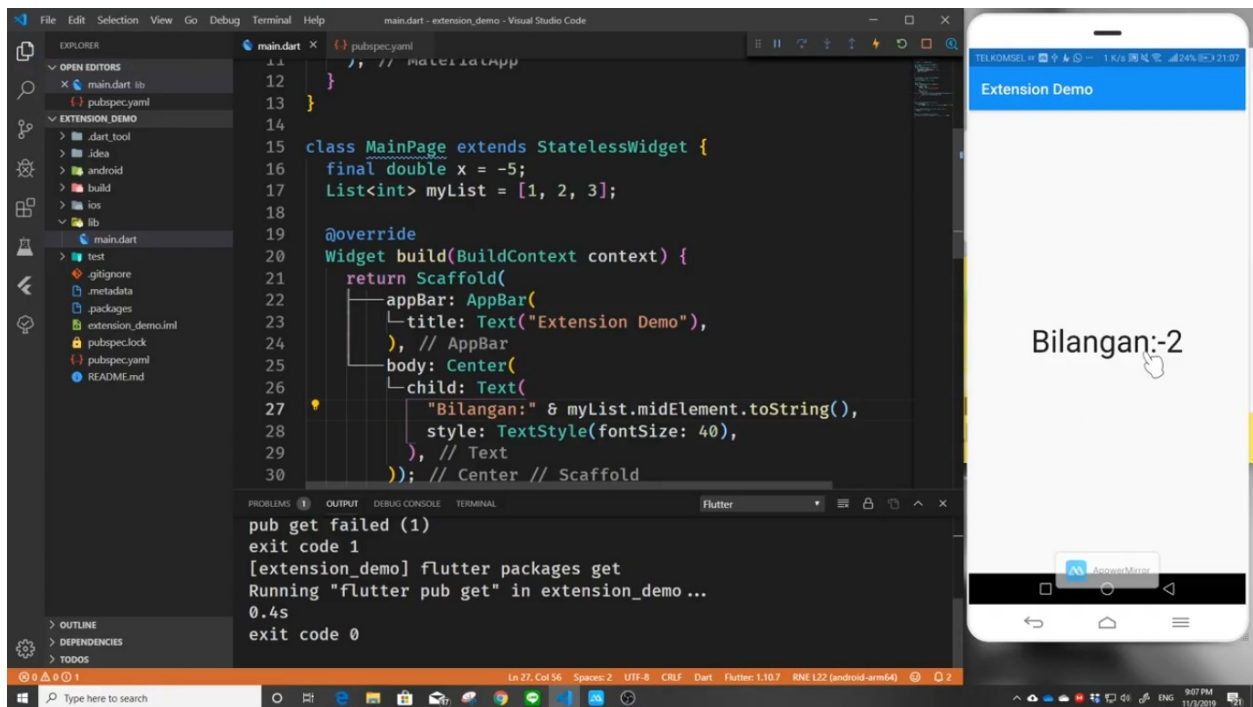 File Edit Selection View Go Debug Terminal Help
main.dart - extension_demo - Visual Studio Code
EXPLORER
OPEN EDITORS
main.dart lib
pubspec.yaml
EXTENSION_DEMO
.dart_tool
.idea
android
build
ios
lib
main.dart
test
.gitignore
.metadata
.packages
extension_demo.iml
pubspec.lock
pubspec.yaml
README.md
OUTLINE
DEPENDENCIES
TODOS
main.dart
pubspec.yaml
11 ); // MaterialApp
12 }
13 }
14
15 class MainPage extends StatelessWidget {
16 final double x = -5;
17 List<int> myList = [1, 2, 3];
18
19 @override
20 Widget build(BuildContext context) {
21 return Scaffold(
22 appBar: AppBar(
23 title: Text("Extension Demo"),
24 ), // AppBar
25 body: Center(
26 child: Text(
27 "Bilangan:" & myList.midElement.toString(),
28 style: TextStyle(fontSize: 40),
29 ), // Text
30 )); // Center // Scaffold
PROBLEMS 1 OUTPUT DEBUG CONSOLE TERMINAL
Flutter
pub get failed (1)
exit code 1
[extension_demo] flutter packages get
Running "flutter pub get" in extension_demo...
0.4s
exit code 0
TELKOMSEL 1 K/s 24% 21:07
Extension Demo
Bilangan:-2
ApowerMirror
0 0 1
Ln 27, Col 56 Spaces: 2 UTF-8 CRLF Dart Flutter: 1.10.7 RNE L22 (android-arm64) 2
Type here to search
ENG
9:07 PM
11/3/2019